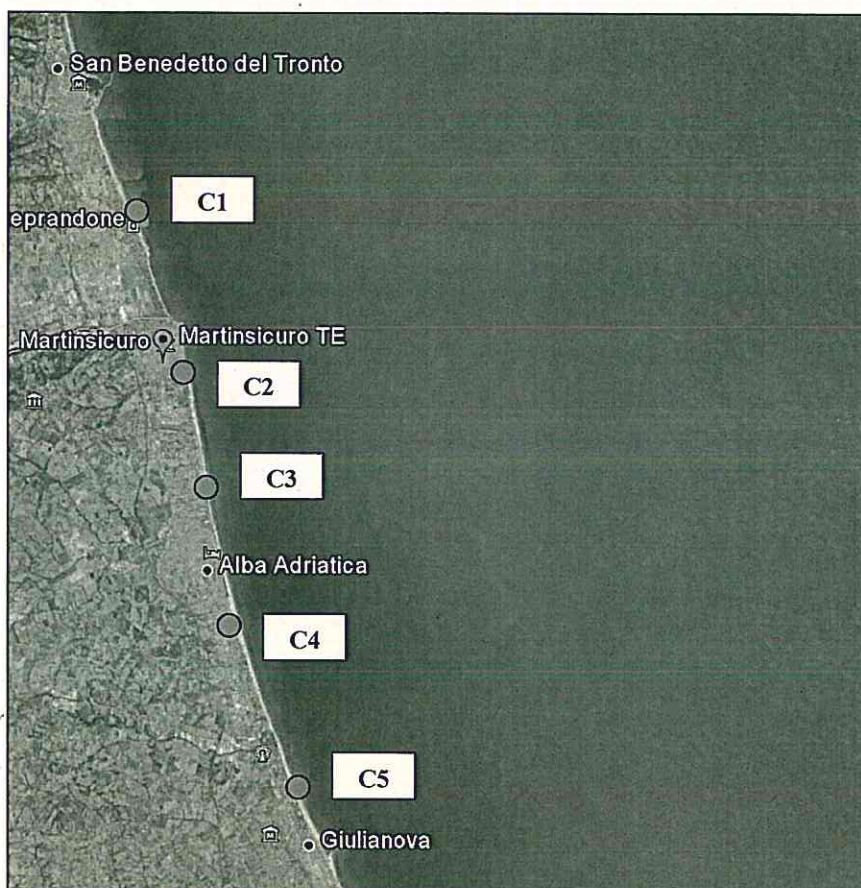 San Benedetto del Tronto
C1
eprandone
Martinsicuro
Martinsicuro TE
C2
C3
Alba Adriatica
C4
C5
Giulianova